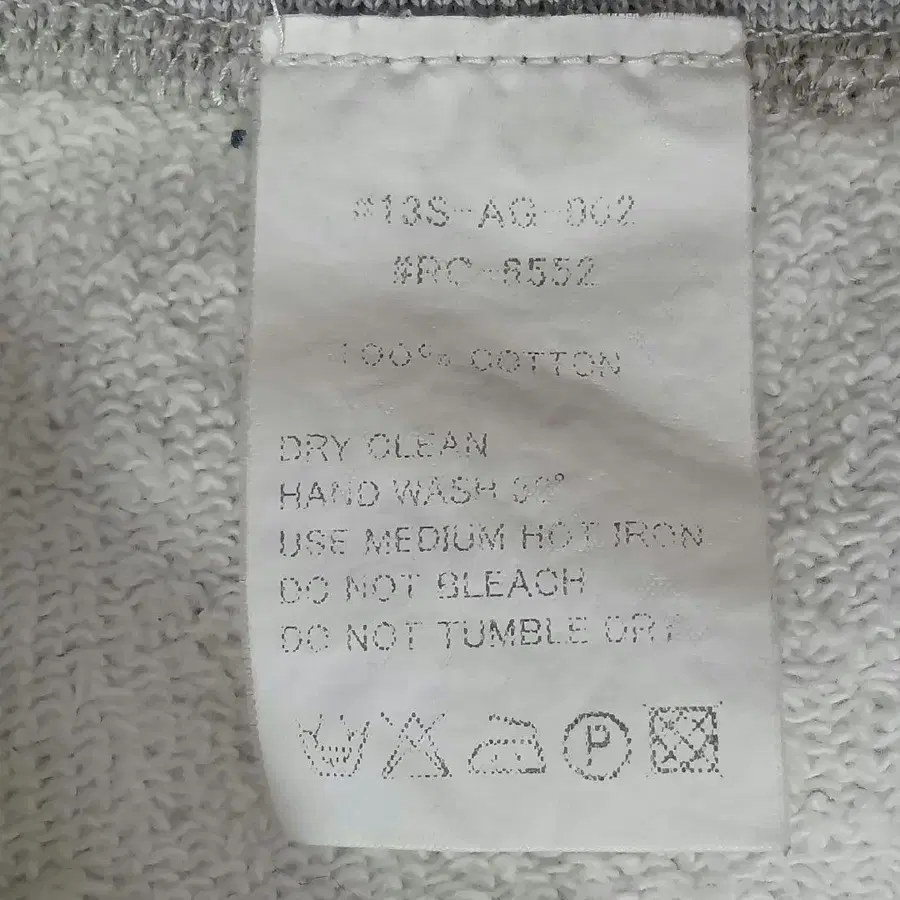 #13S-AG-002
#RC-8552
100% COTTON
DRY CLEAN
HAND WASH 30°
USE MEDIUM HOT IRON
DO NOT BLEACH
DO NOT TUMBLE DRY
P